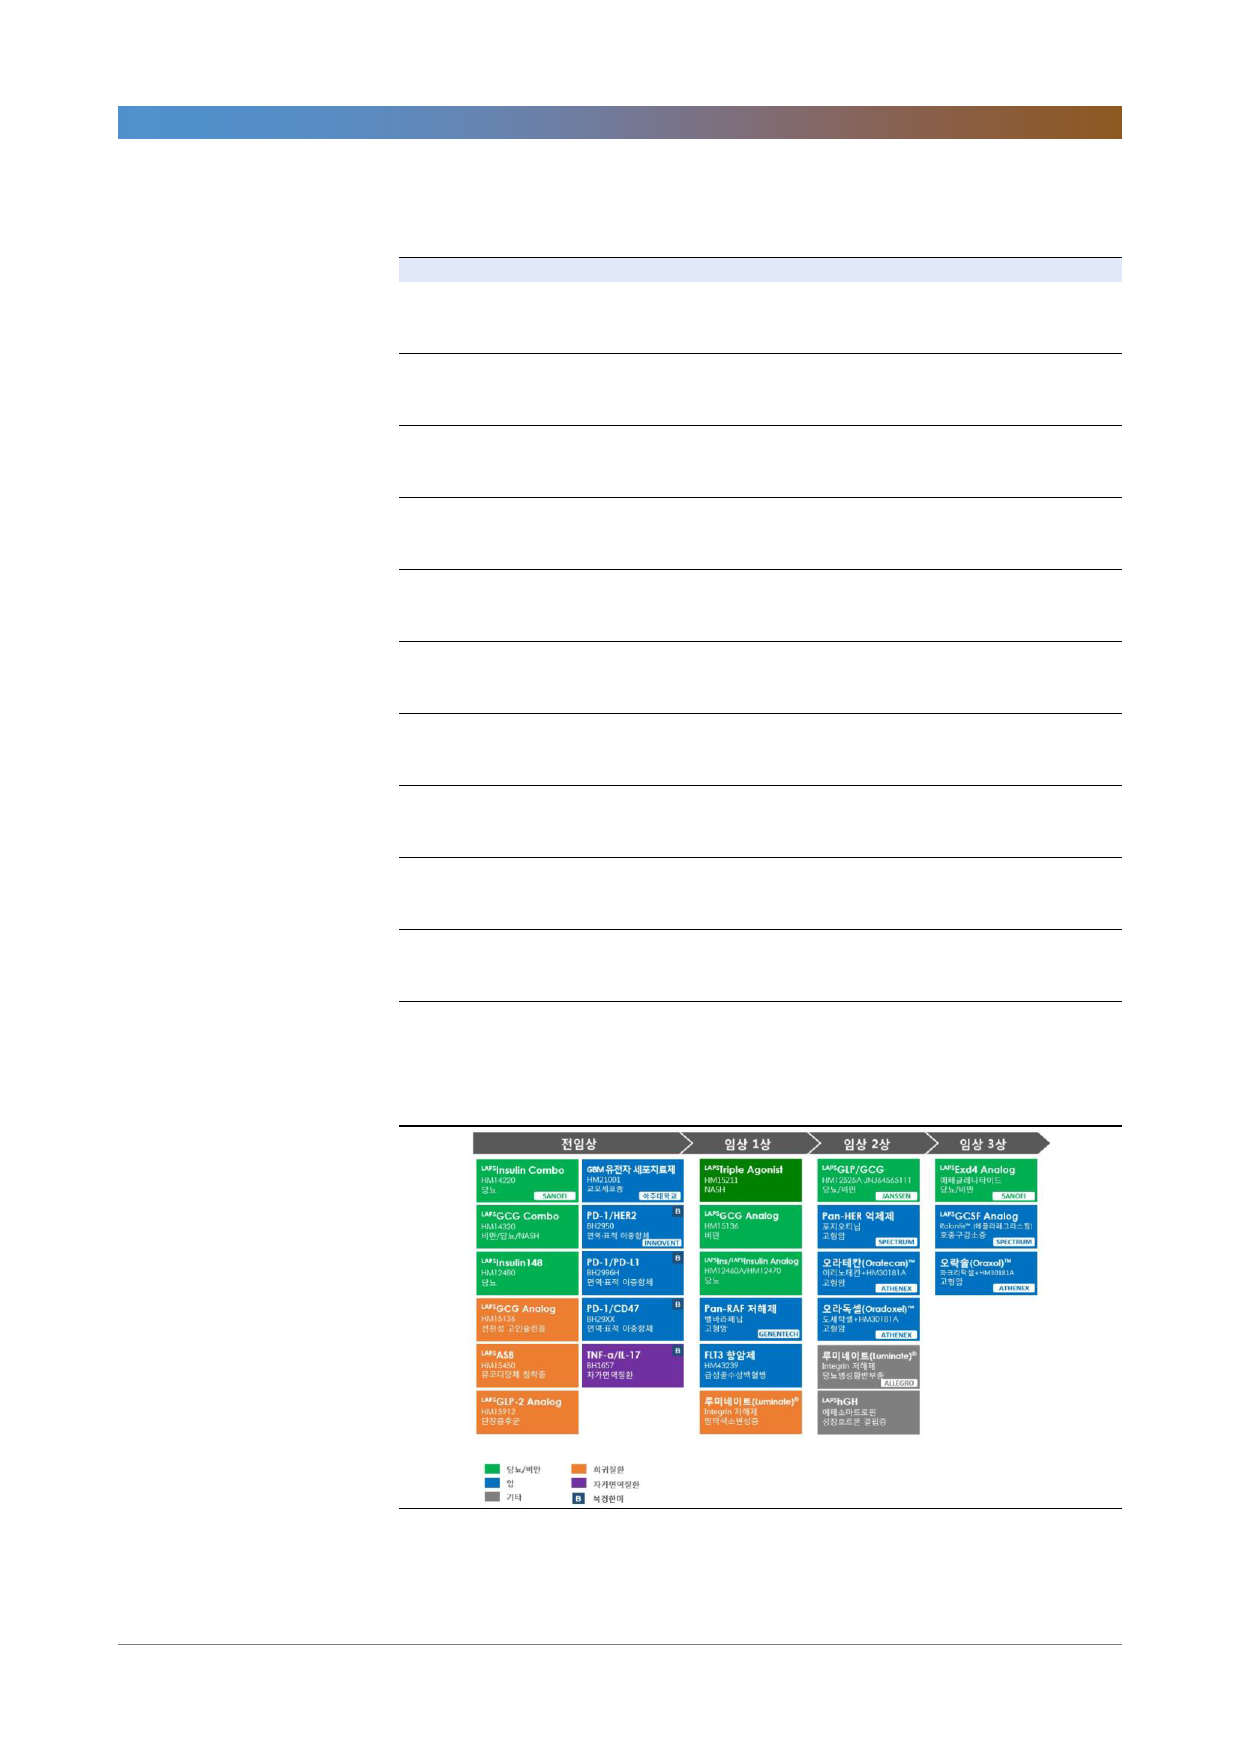 전임상
임상 1상
임상 2상
임상 3상
LAPSInsulin Combo
HM14220
당뇨
SANOFI
LAPSGCG Combo
HM14320
비만/당뇨/NASH
LAPSInsulin148
HM12480
당뇨
LAPSGCG Analog
HM15136
선천성 고인슐린증
LAPSASB
HM15450
뮤코다당체 침착증
LAPSGLP-2 Analog
HM15912
단장증후군
GBM 유전자 세포치료제
HM21001
교모세포종
아주대학교
PD-1/HER2
B
BH2950
면역·표적 이중항체
INNOVENT
PD-1/PD-L1
B
BH2996H
면역·표적 이중항체
PD-1/CD47
B
BH29XX
면역·표적 이중항체
TNF-α/IL-17
B
BH1657
자가면역질환
LAPSTriple Agonist
HM15211
NASH
LAPSGCG Analog
HM15136
비만
LAPSIns/LAPSInsulin Analog
HM12460A/HM12470
당뇨
Pan-RAF 저해제
벨바라페닙
고형암
GENENTECH
FLT3 항암제
HM43239
급성골수성백혈병
루미네이트(Luminate)®
Integrin 저해제
망막색소변성증
LAPSGLP/GCG
HM12525A·JNJ64565111
당뇨/비만
JANSSEN
Pan-HER 억제제
포지오티닙
고형암
SPECTRUM
오라테칸(Oratecan)™
이리노테칸+HM30181A
고형암
ATHENEX
오라독셀(Oradoxel)™
도세탁셀+HM30181A
고형암
ATHENEX
루미네이트(Luminate)®
Integrin 저해제
당뇨병성황반부종
ALLEGRO
LAPShGH
에페소마트로핀
성장호르몬 결핍증
LAPSExd4 Analog
에페글레나타이드
당뇨/비만
SANOFI
LAPSGCSF Analog
Rolontis™ (에플라페그라스팀)
호중구감소증
SPECTRUM
오락솔(Oraxol)™
파크리탁셀+HM30181A
고형암
ATHENEX
당뇨/비만
희귀질환
암
자가면역질환
기타
B
북경한미